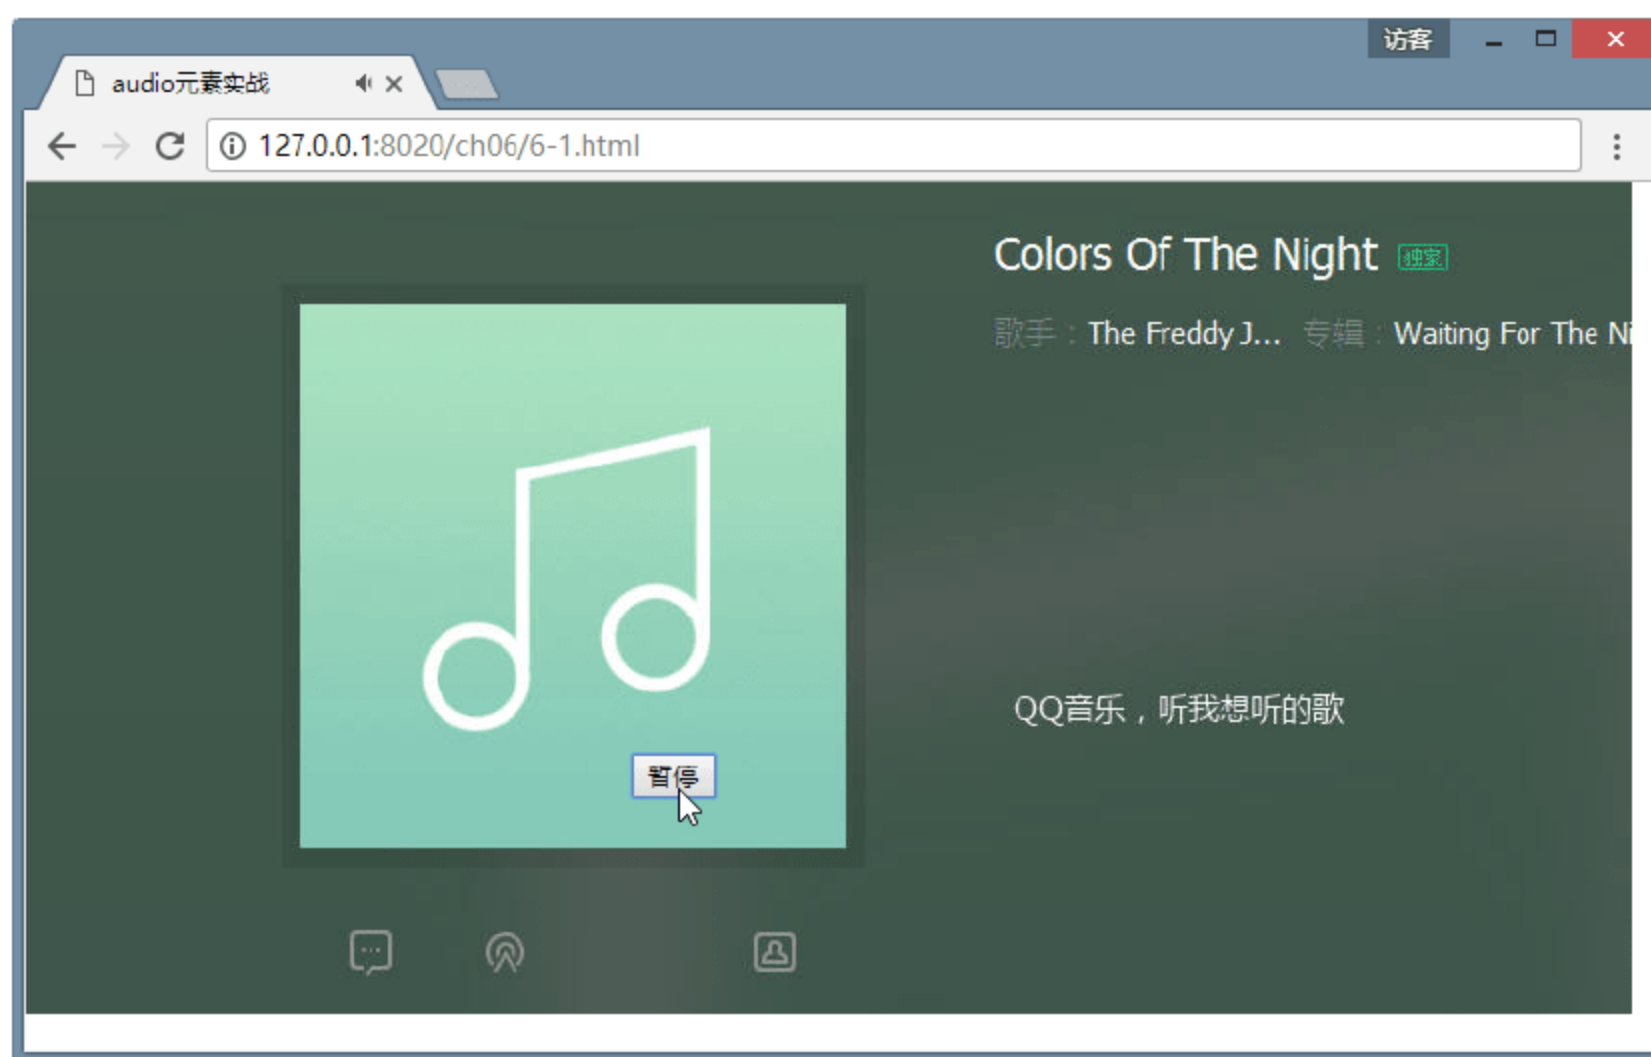 访客
audio元素实战
127.0.0.1:8020/ch06/6-1.html
Colors Of The Night 独家
歌手：The Freddy J... 专辑：Waiting For The Ni
QQ音乐，听我想听的歌
暂停